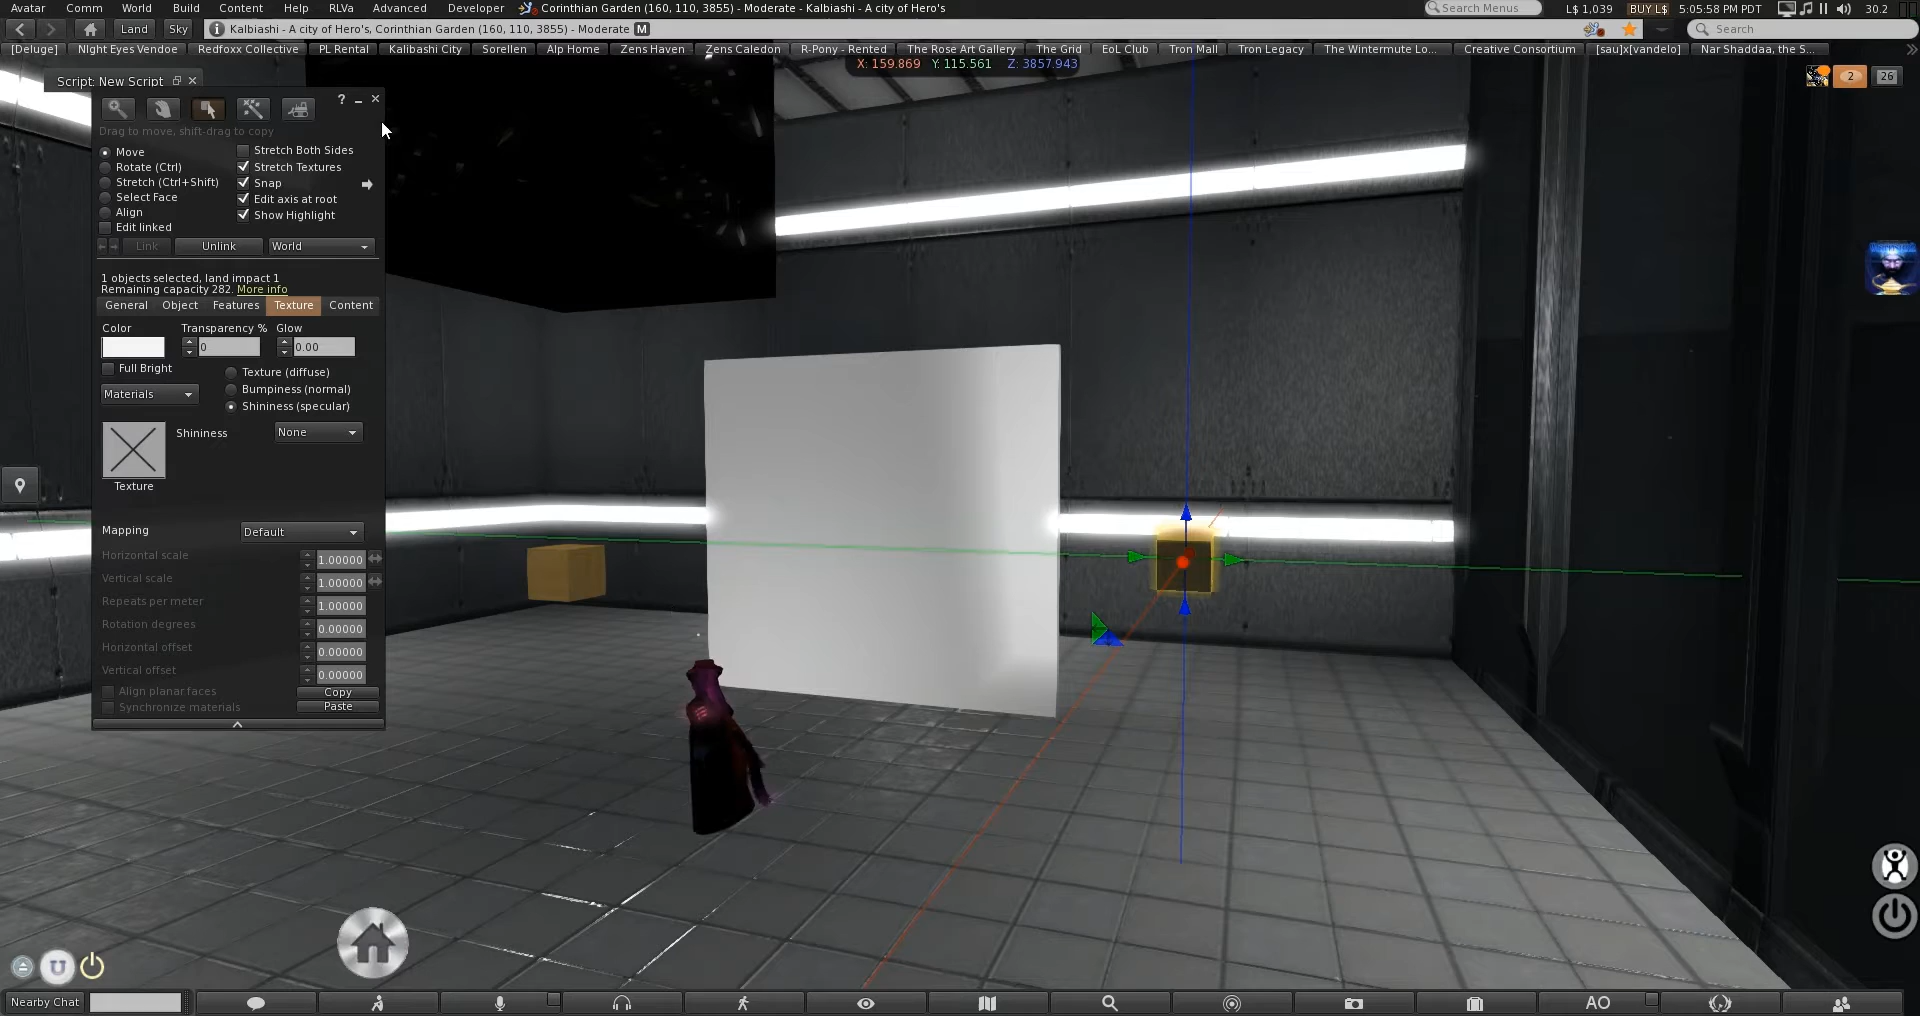 Avatar Comm World Build Content Help RLVa Advanced Developer Corinthian Garden (160, 110, 3855) - Moderate - Kalbiashi - A city of Hero's Search Menus L$ 1,039 BUY L$ 5:05:58 PM PDT 30.2
Land Sky Kalbiashi - A city of Hero's, Corinthian Garden (160, 110, 3855) - Moderate M Search
[Deluge] NIght Eyes Vendoe Redfoxx Collective PL Rental Kalibashi City Sorellen Alp Home Zens Haven Zens Caledon R-Pony - Rented The Rose Art Gallery The Grid EoL Club Tron Mall Tron Legacy The Wintermute Lo... Creative Consortium [sau]x[vandelo] Nar Shaddaa, the S...
X: 159.869 Y: 115.561 Z: 3857.943
2 26
Script: New Script
?
Drag to move, shift-drag to copy
Move Stretch Both Sides
Rotate (Ctrl) Stretch Textures
Stretch (Ctrl+Shift) Snap
Select Face Edit axis at root
Align Show Highlight
Edit linked
Link Unlink World
1 objects selected, land impact 1
Remaining capacity 282. More info
General Object Features Texture Content
Color Transparency % Glow
0 0.00
Full Bright Texture (diffuse)
Materials Bumpiness (normal)
Shininess (specular)
Shininess None
Texture
Mapping Default
Horizontal scale 1.00000
Vertical scale 1.00000
Repeats per meter 1.00000
Rotation degrees 0.00000
Horizontal offset 0.00000
Vertical offset 0.00000
Align planar faces Copy
Synchronize materials Paste
Nearby Chat AO